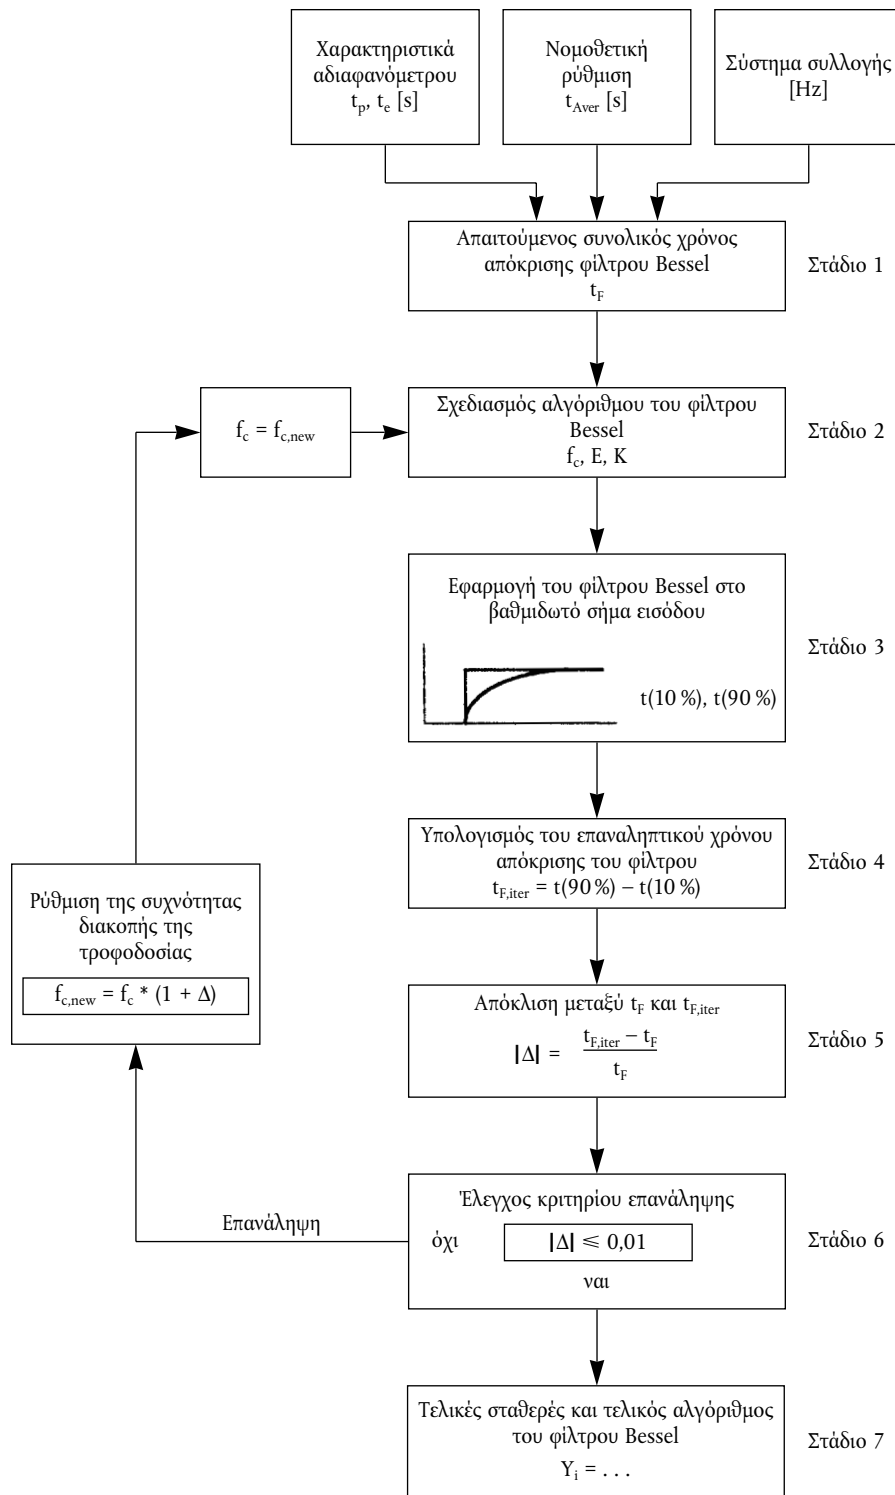 Χαρακτηριστικά
αδιαφανόμετρου
t_p, t_e [s]
Νομοθετική
ρύθμιση
t_Aver [s]
Σύστημα συλλογής
[Hz]
Απαιτούμενος συνολικός χρόνος
απόκρισης φίλτρου Bessel
t_F
Στάδιο 1
f_c = f_c,new
Σχεδιασμός αλγόριθμου του φίλτρου
Bessel
f_c, E, K
Στάδιο 2
Εφαρμογή του φίλτρου Bessel στο
βαθμιδωτό σήμα εισόδου
t(10 %), t(90 %)
Στάδιο 3
Υπολογισμός του επαναληπτικού χρόνου
απόκρισης του φίλτρου
t_F,iter = t(90 %) – t(10 %)
Στάδιο 4
Ρύθμιση της συχνότητας
διακοπής της
τροφοδοσίας
f_c,new = f_c * (1 + Δ)
Απόκλιση μεταξύ t_F και t_F,iter
|Δ| = (t_F,iter – t_F) / t_F
Στάδιο 5
Έλεγχος κριτηρίου επανάληψης
Επανάληψη
όχι
|Δ| ⩽ 0,01
ναι
Στάδιο 6
Τελικές σταθερές και τελικός αλγόριθμος
του φίλτρου Bessel
Y_i = . . .
Στάδιο 7